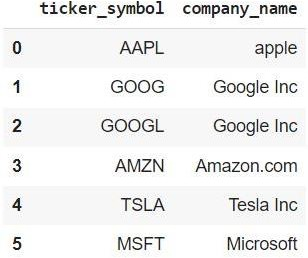 ticker_symbol company_name
0 AAPL apple
1 GOOG Google Inc
2 GOOGL Google Inc
3 AMZN Amazon.com
4 TSLA Tesla Inc
5 MSFT Microsoft